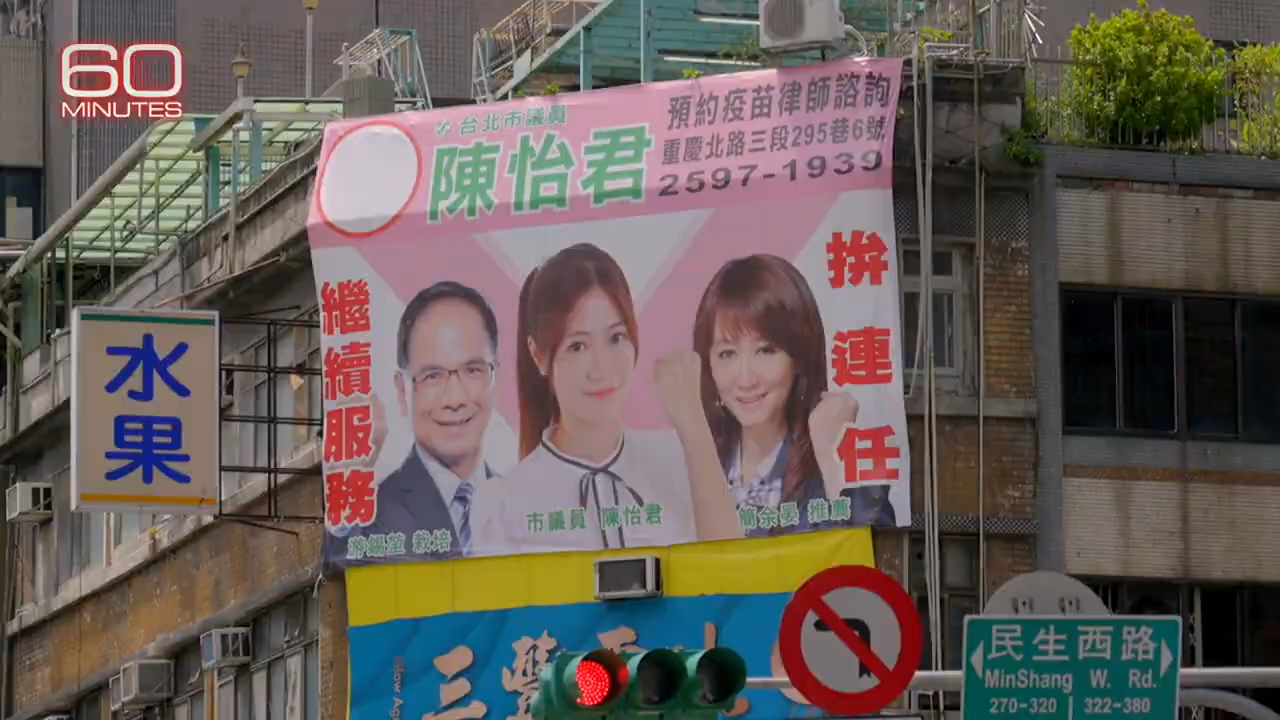 60
MINUTES
台北市議員
陳怡君
預約疫苗律師諮詢
重慶北路三段295巷6號
2597-1939
繼續服務
拚連任
游錫堃 栽培
市議員 陳怡君
簡余晏 推薦
水果
三
民生西路
MinShang W. Rd.
270-320 322-380